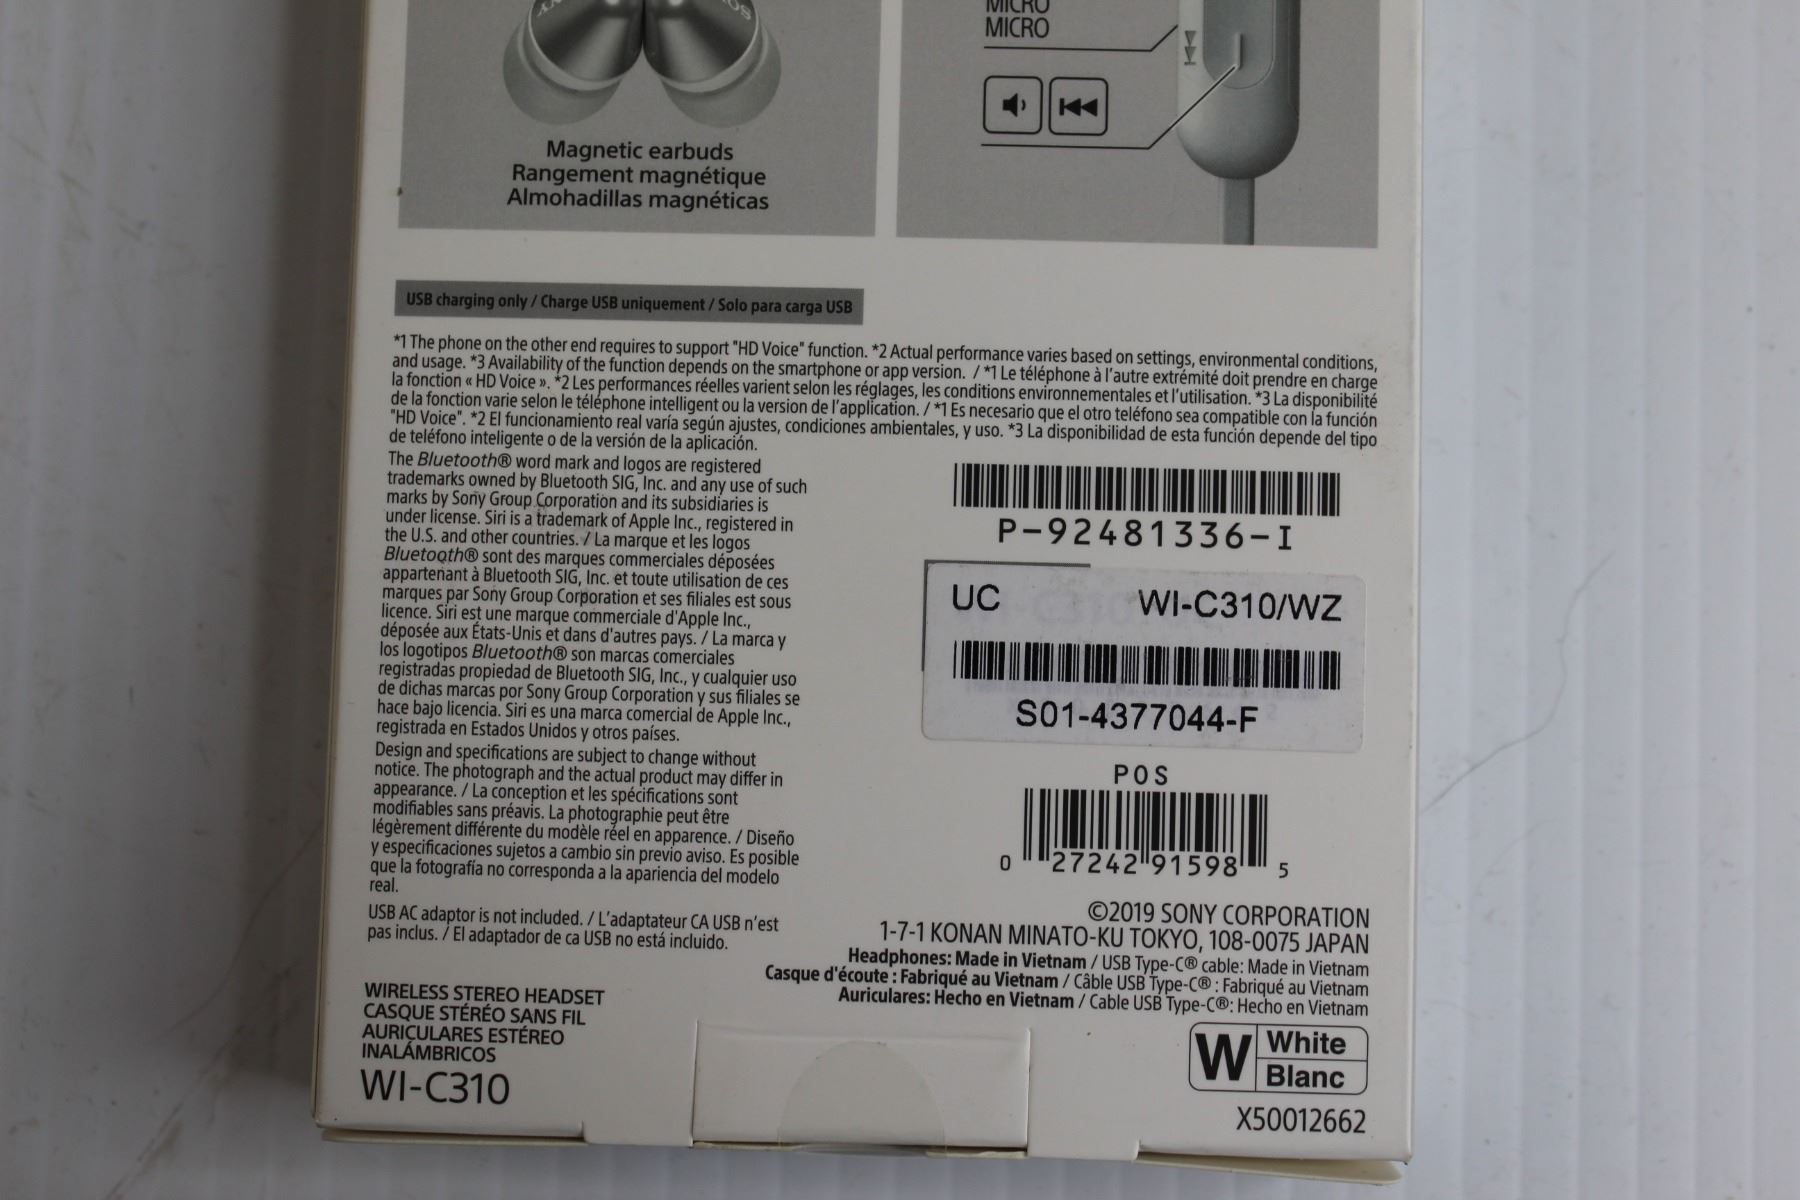 SONY
MICRO
MICRO
Magnetic earbuds
Rangement magnétique
Almohadillas magnéticas
USB charging only / Charge USB uniquement / Solo para carga USB
*1 The phone on the other end requires to support "HD Voice" function. *2 Actual performance varies based on settings, environmental conditions,
and usage. *3 Availability of the function depends on the smartphone or app version. / *1 Le téléphone à l'autre extrémité doit prendre en charge
la fonction « HD Voice ». *2 Les performances réelles varient selon les réglages, les conditions environnementales et l'utilisation. *3 La disponibilité
de la fonction varie selon le téléphone intelligent ou la version de l'application. / *1 Es necesario que el otro teléfono sea compatible con la función
"HD Voice". *2 El funcionamiento real varía según ajustes, condiciones ambientales, y uso. *3 La disponibilidad de esta función depende del tipo
de teléfono inteligente o de la versión de la aplicación.
The Bluetooth® word mark and logos are registered
trademarks owned by Bluetooth SIG, Inc. and any use of such
marks by Sony Group Corporation and its subsidiaries is
under license. Siri is a trademark of Apple Inc., registered in
the U.S. and other countries. / La marque et les logos
Bluetooth® sont des marques commerciales déposées
appartenant à Bluetooth SIG, Inc. et toute utilisation de ces
marques par Sony Group Corporation et ses filiales est sous
licence. Siri est une marque commerciale d'Apple Inc.,
déposée aux États-Unis et dans d'autres pays. / La marca y
los logotipos Bluetooth® son marcas comerciales
registradas propiedad de Bluetooth SIG, Inc., y cualquier uso
de dichas marcas por Sony Group Corporation y sus filiales se
hace bajo licencia. Siri es una marca comercial de Apple Inc.,
registrada en Estados Unidos y otros países.
Design and specifications are subject to change without
notice. The photograph and the actual product may differ in
appearance. / La conception et les spécifications sont
modifiables sans préavis. La photographie peut être
légèrement différente du modèle réel en apparence. / Diseño
y especificaciones sujetos a cambio sin previo aviso. Es posible
que la fotografía no corresponda a la apariencia del modelo
real.
USB AC adaptor is not included. / L'adaptateur CA USB n'est
pas inclus. / El adaptador de ca USB no está incluido.
WIRELESS STEREO HEADSET
CASQUE STÉRÉO SANS FIL
AURICULARES ESTÉREO
INALÁMBRICOS
WI-C310
P-92481336-I
UC WI-C310/WZ
S01-4377044-F
POS
0 27242 91598 5
©2019 SONY CORPORATION
1-7-1 KONAN MINATO-KU TOKYO, 108-0075 JAPAN
Headphones: Made in Vietnam / USB Type-C® cable: Made in Vietnam
Casque d'écoute : Fabriqué au Vietnam / Câble USB Type-C® : Fabriqué au Vietnam
Auriculares: Hecho en Vietnam / Cable USB Type-C®: Hecho en Vietnam
W White
Blanc
X50012662